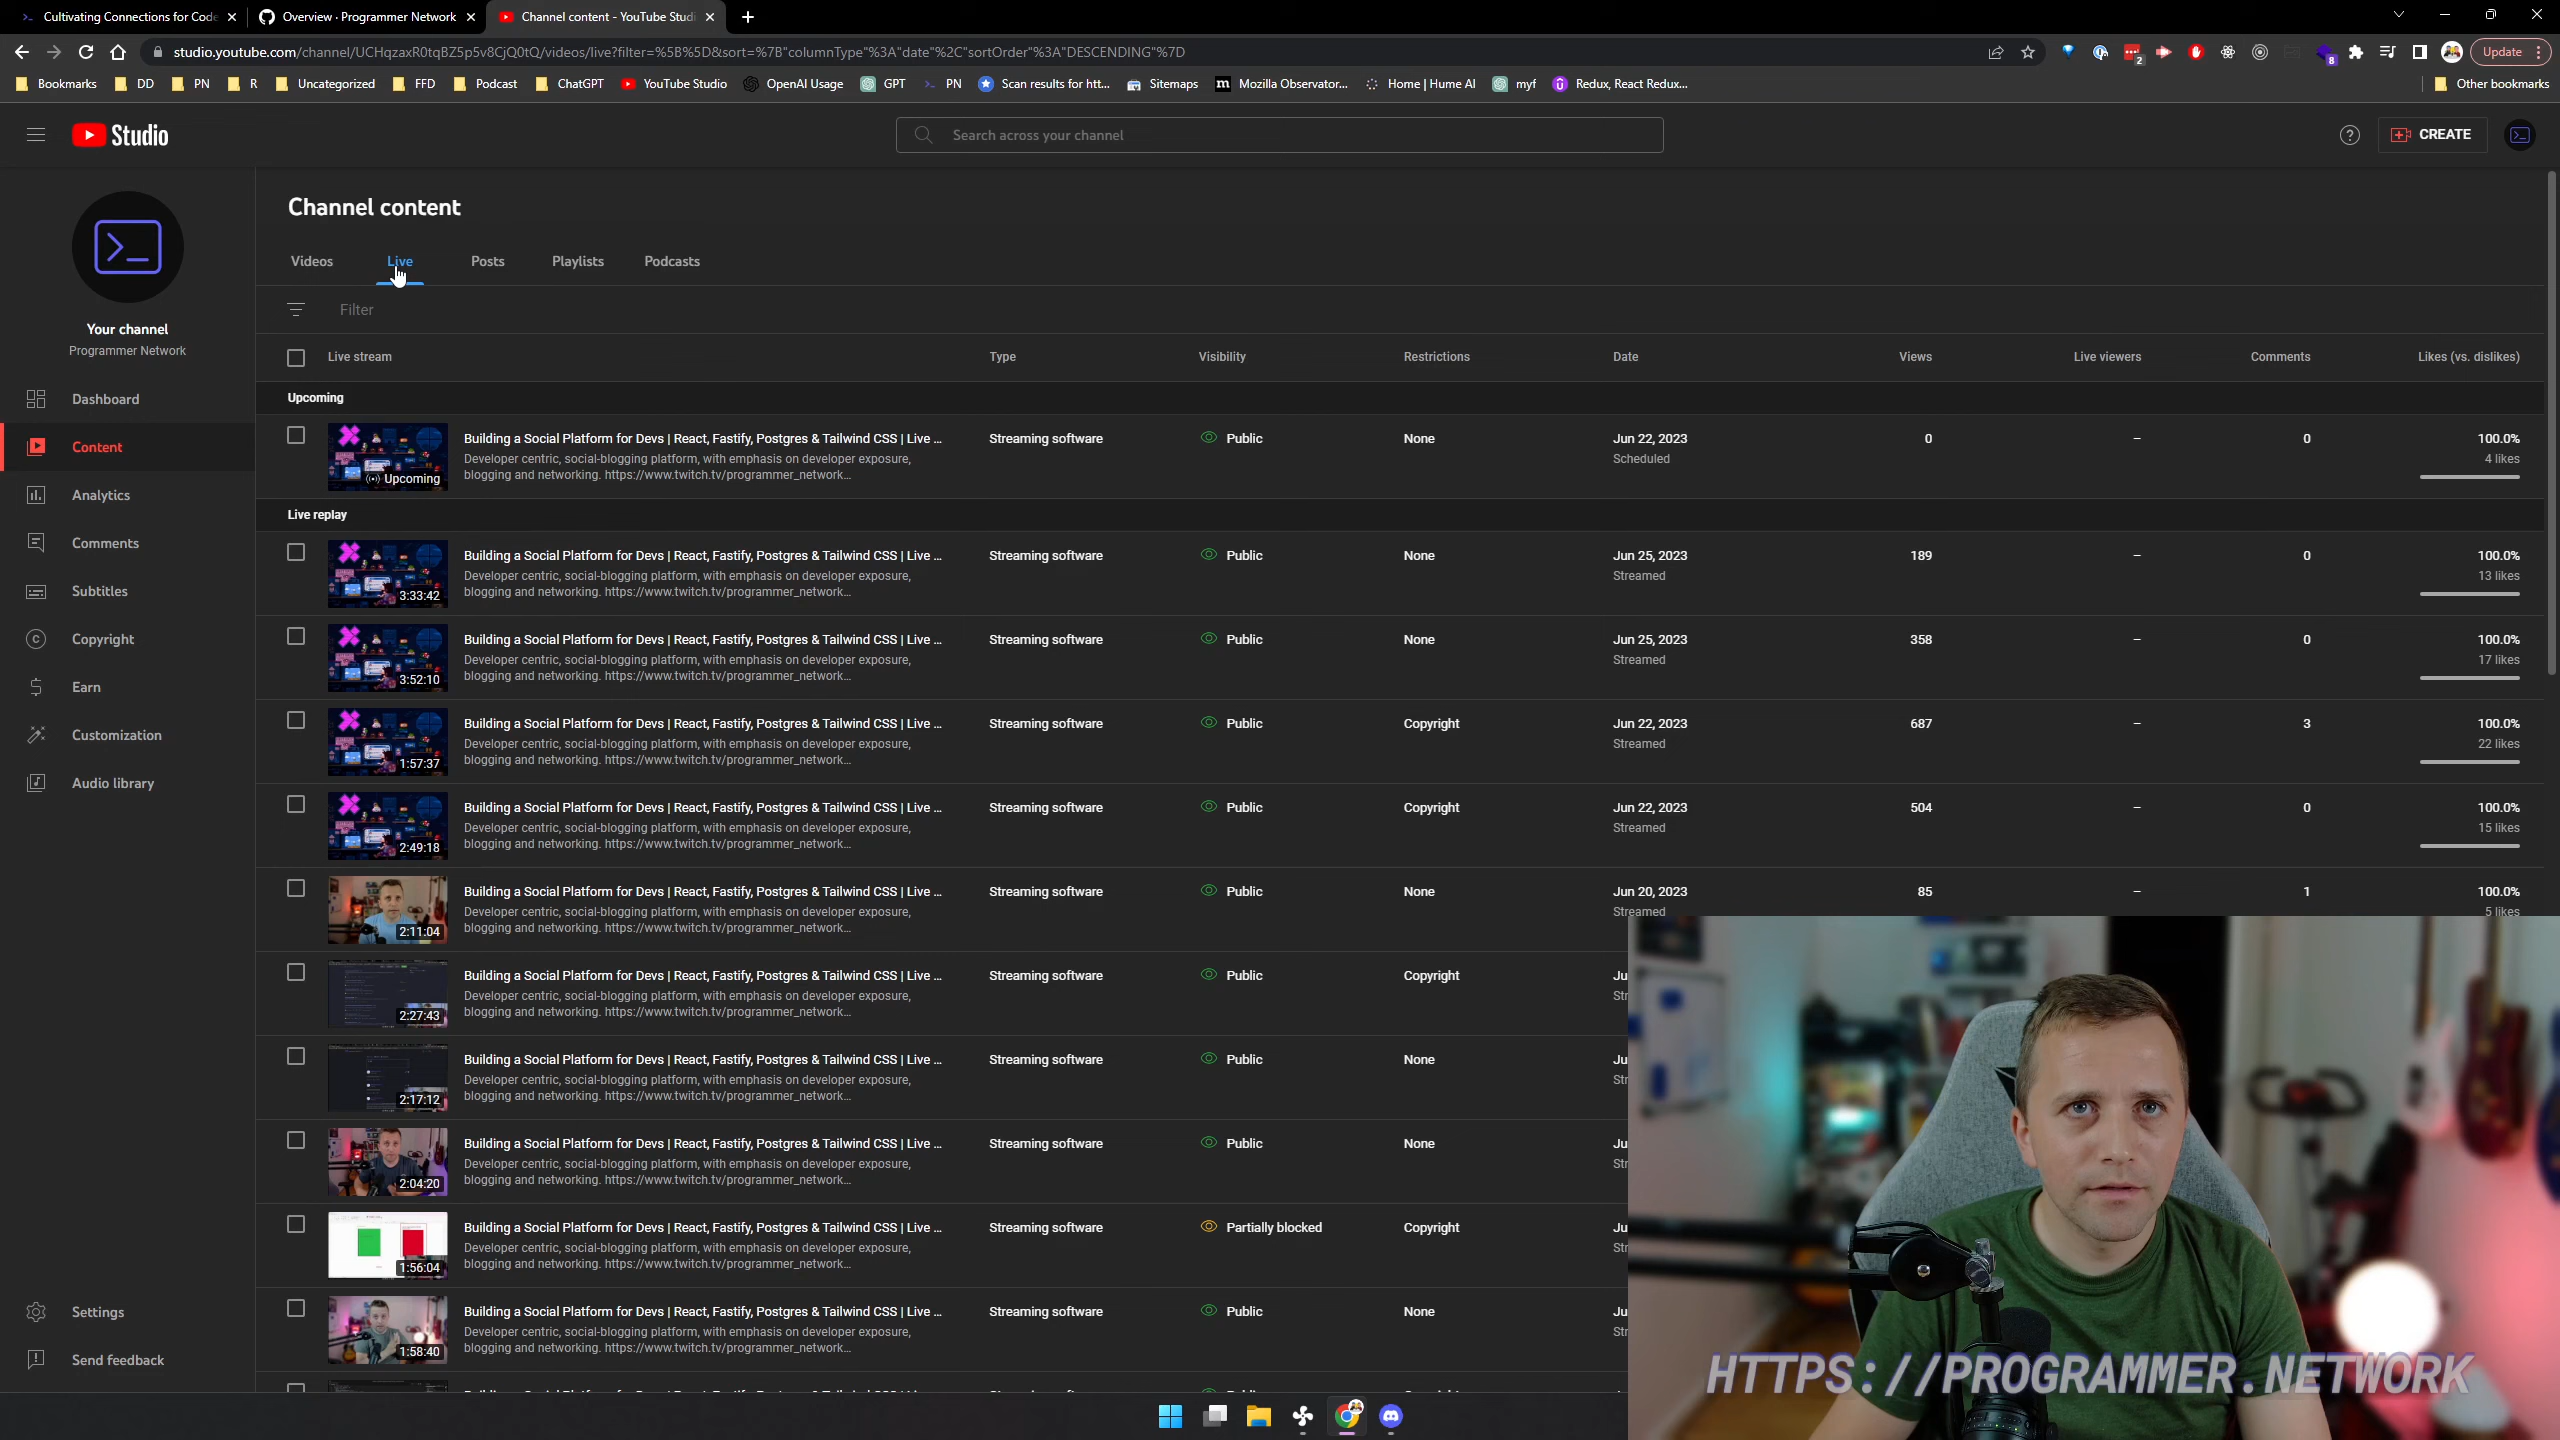 Cultivating Connections for Code
Overview · Programmer Network
Channel content - YouTube Studi
studio.youtube.com/channel/UCHqzaxR0tqBZ5p5v8CjQ0tQ/videos/live?filter=%5B%5D&sort=%7B"columnType"%3A"date"%2C"sortOrder"%3A"DESCENDING"%7D
2
8
Update
Bookmarks DD PN R Uncategorized FFD Podcast ChatGPT YouTube Studio OpenAI Usage GPT PN Scan results for htt... Sitemaps Mozilla Observator... Home | Hume AI myf Redux, React Redux... Other bookmarks
Studio
Search across your channel
CREATE
Your channel
Programmer Network
Dashboard
Content
Analytics
Comments
Subtitles
Copyright
Earn
Customization
Audio library
Settings
Send feedback
Channel content
Videos Live Posts Playlists Podcasts
Filter
Live stream Type Visibility Restrictions Date Views Live viewers Comments Likes (vs. dislikes)
Upcoming
Building a Social Platform for Devs | React, Fastify, Postgres & Tailwind CSS | Live ... Streaming software Public None Jun 22, 2023 0 – 0 100.0%
Developer centric, social-blogging platform, with emphasis on developer exposure, Scheduled 4 likes
Upcoming blogging and networking. https://www.twitch.tv/programmer_network...
Live replay
Building a Social Platform for Devs | React, Fastify, Postgres & Tailwind CSS | Live ... Streaming software Public None Jun 25, 2023 189 – 0 100.0%
Developer centric, social-blogging platform, with emphasis on developer exposure, Streamed 13 likes
3:33:42 blogging and networking. https://www.twitch.tv/programmer_network...
Building a Social Platform for Devs | React, Fastify, Postgres & Tailwind CSS | Live ... Streaming software Public None Jun 25, 2023 358 – 0 100.0%
Developer centric, social-blogging platform, with emphasis on developer exposure, Streamed 17 likes
3:52:10 blogging and networking. https://www.twitch.tv/programmer_network...
Building a Social Platform for Devs | React, Fastify, Postgres & Tailwind CSS | Live ... Streaming software Public Copyright Jun 22, 2023 687 – 3 100.0%
Developer centric, social-blogging platform, with emphasis on developer exposure, Streamed 22 likes
1:57:37 blogging and networking. https://www.twitch.tv/programmer_network...
Building a Social Platform for Devs | React, Fastify, Postgres & Tailwind CSS | Live ... Streaming software Public Copyright Jun 22, 2023 504 – 0 100.0%
Developer centric, social-blogging platform, with emphasis on developer exposure, Streamed 15 likes
2:49:18 blogging and networking. https://www.twitch.tv/programmer_network...
Building a Social Platform for Devs | React, Fastify, Postgres & Tailwind CSS | Live ... Streaming software Public None Jun 20, 2023 85 – 1 100.0%
Developer centric, social-blogging platform, with emphasis on developer exposure, Streamed 5 likes
2:11:04 blogging and networking. https://www.twitch.tv/programmer_network...
Building a Social Platform for Devs | React, Fastify, Postgres & Tailwind CSS | Live ... Streaming software Public Copyright Ju
Developer centric, social-blogging platform, with emphasis on developer exposure, Str
2:27:43 blogging and networking. https://www.twitch.tv/programmer_network...
Building a Social Platform for Devs | React, Fastify, Postgres & Tailwind CSS | Live ... Streaming software Public None Ju
Developer centric, social-blogging platform, with emphasis on developer exposure, Str
2:17:12 blogging and networking. https://www.twitch.tv/programmer_network...
Building a Social Platform for Devs | React, Fastify, Postgres & Tailwind CSS | Live ... Streaming software Public None Ju
Developer centric, social-blogging platform, with emphasis on developer exposure, Str
2:04:20 blogging and networking. https://www.twitch.tv/programmer_network...
Building a Social Platform for Devs | React, Fastify, Postgres & Tailwind CSS | Live ... Streaming software Partially blocked Copyright Ju
Developer centric, social-blogging platform, with emphasis on developer exposure, Str
1:56:04 blogging and networking. https://www.twitch.tv/programmer_network...
Building a Social Platform for Devs | React, Fastify, Postgres & Tailwind CSS | Live ... Streaming software Public None Ju
Developer centric, social-blogging platform, with emphasis on developer exposure, Str
1:58:40 blogging and networking. https://www.twitch.tv/programmer_network...
HTTPS://PROGRAMMER.NETWORK